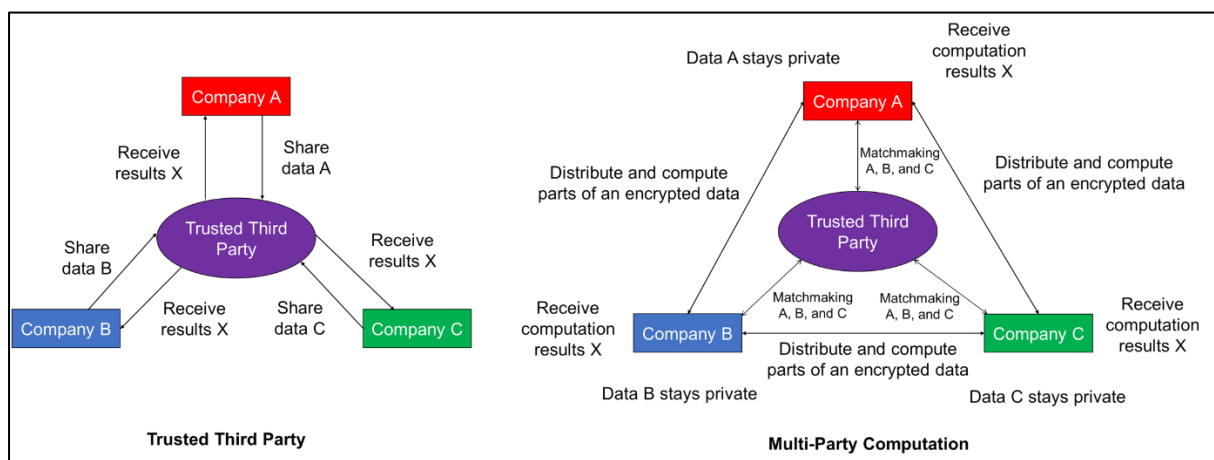 Company A
Receive
results X
Share
data A
Trusted Third
Party
Share
data B
Receive
results X
Receive
results X
Share
data C
Company B
Company C
Trusted Third Party
Data A stays private
Receive
computation
results X
Company A
Matchmaking
A, B, and C
Distribute and compute
parts of an encrypted data
Distribute and compute
parts of an encrypted data
Trusted Third
Party
Matchmaking
A, B, and C
Matchmaking
A, B, and C
Receive
computation
results X
Company B
Company C
Receive
computation
results X
Distribute and compute
parts of an encrypted data
Data B stays private
Data C stays private
Multi-Party Computation